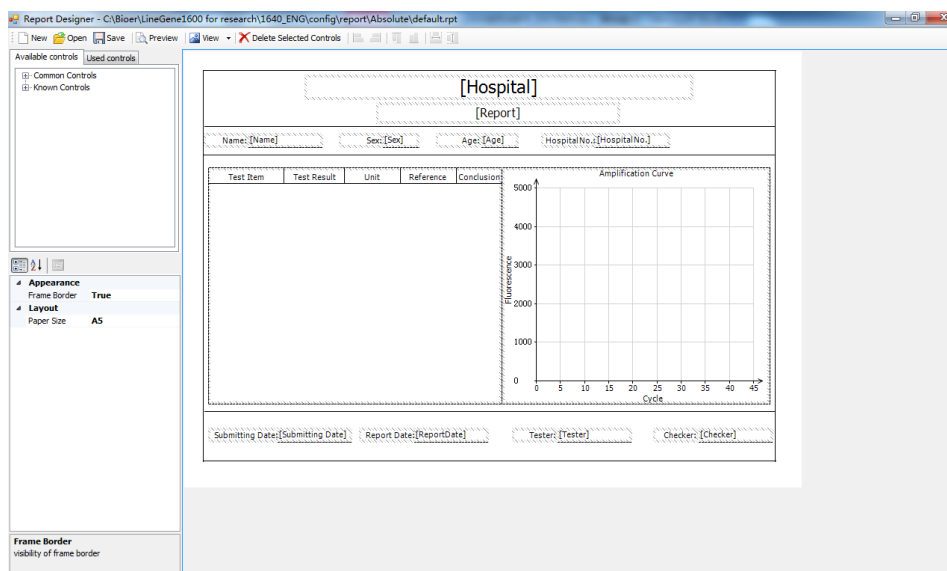 Report Designer - C:\Bioer\LineGene1600 for research\1640_ENG\config\report\Absolute\default.rpt
New Open Save Preview View Delete Selected Controls
Available controls Used controls
Common Controls
Known Controls
Appearance
Frame Border True
Layout
Paper Size A5
Frame Border
visibility of frame border
[Hospital]
[Report]
Name: [Name] Sex: [Sex] Age: [Age] HospitalNo.: [HospitalNo.]
Test Item Test Result Unit Reference Conclusion
Amplification Curve
5000
4000
3000
2000
1000
0
Fluorescence
0 5 10 15 20 25 30 35 40 45
Cycle
Submitting Date: [Submitting Date] Report Date: [ReportDate] Tester: [Tester] Checker: [Checker]